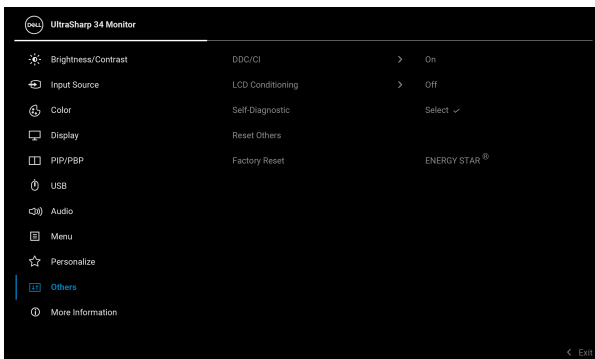 DELL UltraSharp 34 Monitor
Brightness/Contrast DDC/CI On
Input Source LCD Conditioning Off
Color Self-Diagnostic Select
Display Reset Others
PIP/PBP Factory Reset ENERGY STAR ®
USB
Audio
Menu
Personalize
Others
More Information
Exit